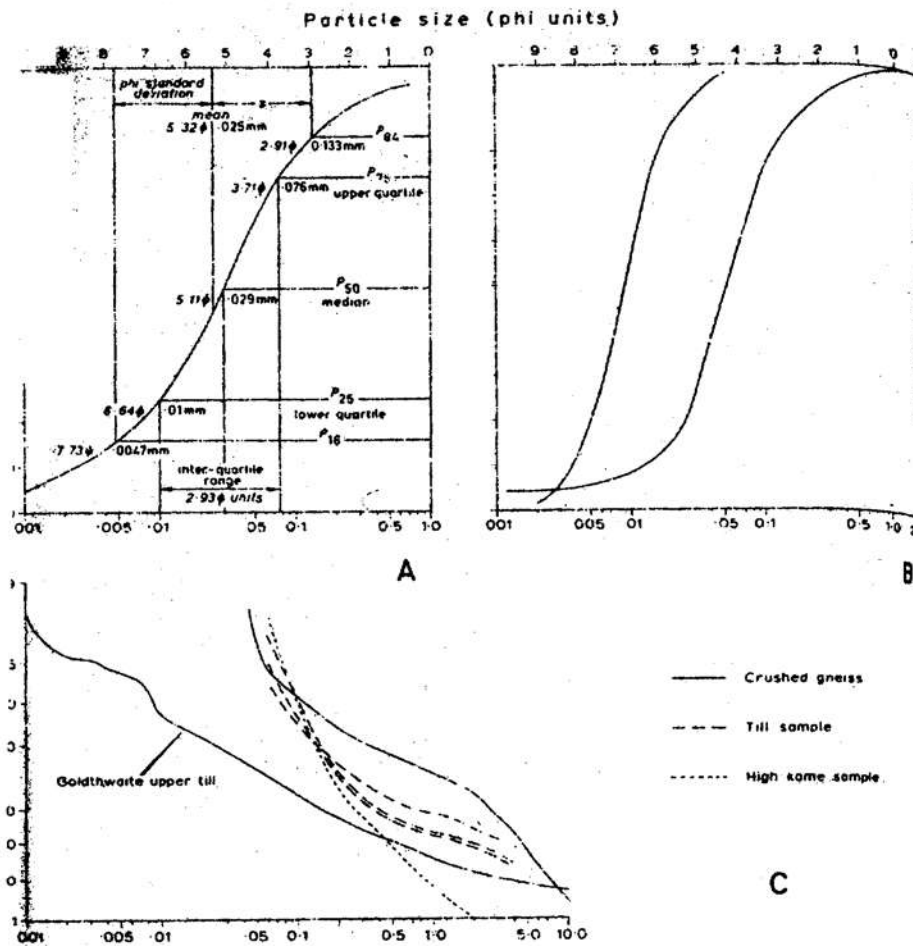 Particle size (phi units)
8 7 6 5 4 3 2 1 0
9 8 7 6 5 4 3 2 1 0
phi standard
deviation
s
mean
5·32ϕ ·025mm
2·91ϕ 0·133mm
P84
3·71ϕ ·076mm
upper quartile
5·11ϕ ·029mm
P50
median
6·64ϕ ·01mm
P25
lower quartile
7·73ϕ ·0047mm
P16
inter-quartile
range
2·93ϕ units
·001 ·005 ·01 ·05 0·1 0·5 1·0
·001 ·005 ·01 ·05 0·1 0·5 1·0
A
B
Crushed gneiss
Till sample
High kame sample
Goldthwaite upper till
C
·001 ·005 ·01 ·05 0·1 0·5 1·0 5·0 10·0